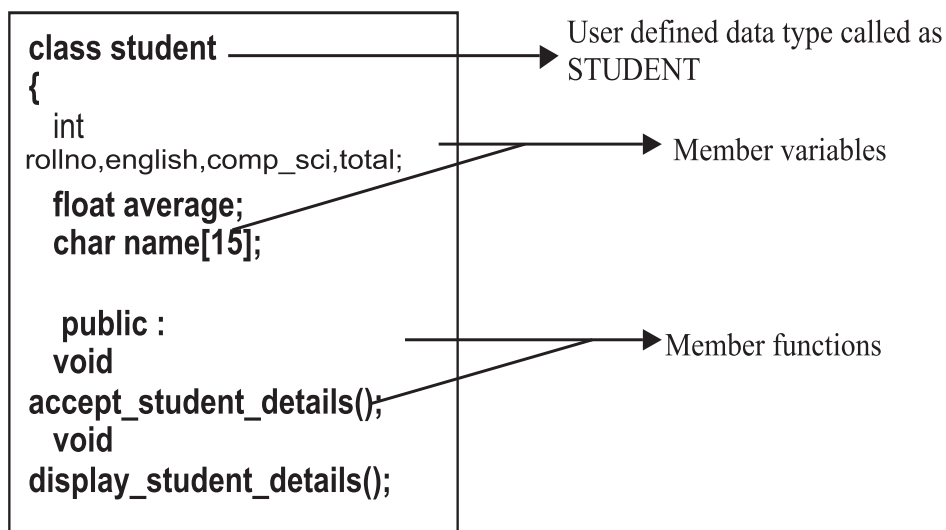 class student
{
int
rollno,english,comp_sci,total;
float average;
char name[15];
public :
void
accept_student_details();
void
display_student_details();
User defined data type called as
STUDENT
Member variables
Member functions